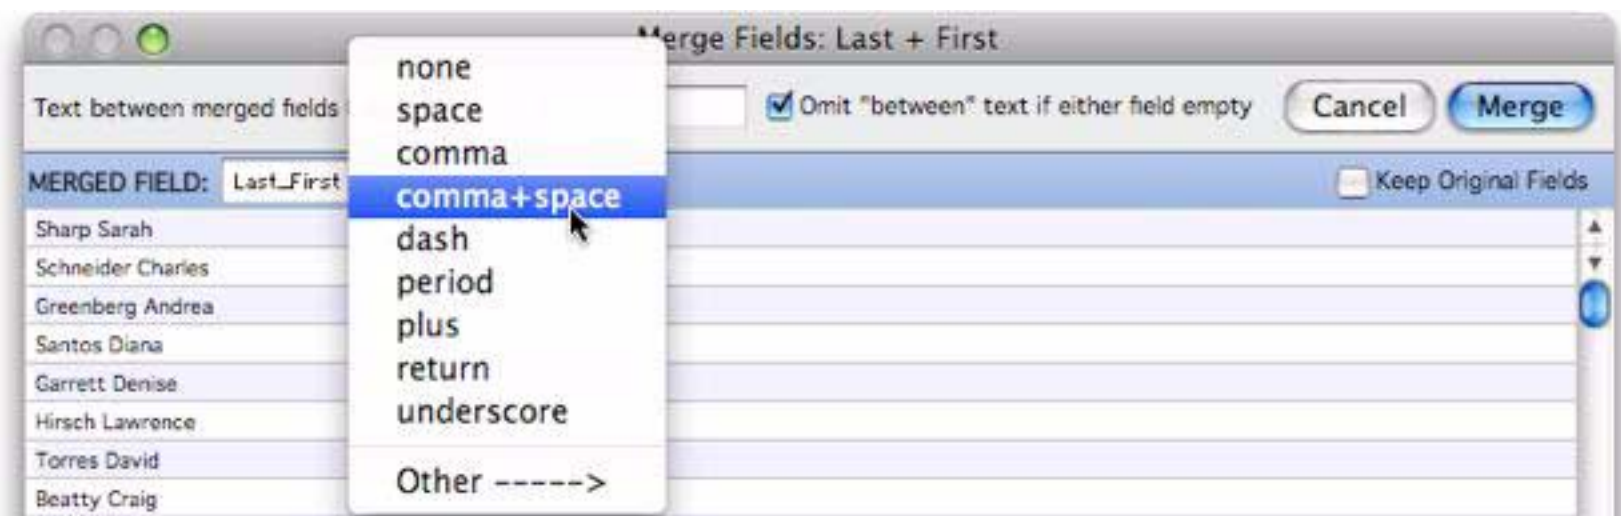 Merge Fields: Last + First
Text between merged fields
Omit "between" text if either field empty
Cancel
Merge
MERGED FIELD: Last_First
Keep Original Fields
none
space
comma
comma+space
dash
period
plus
return
underscore
Other ----->
Sharp Sarah
Schneider Charles
Greenberg Andrea
Santos Diana
Garrett Denise
Hirsch Lawrence
Torres David
Beatty Craig